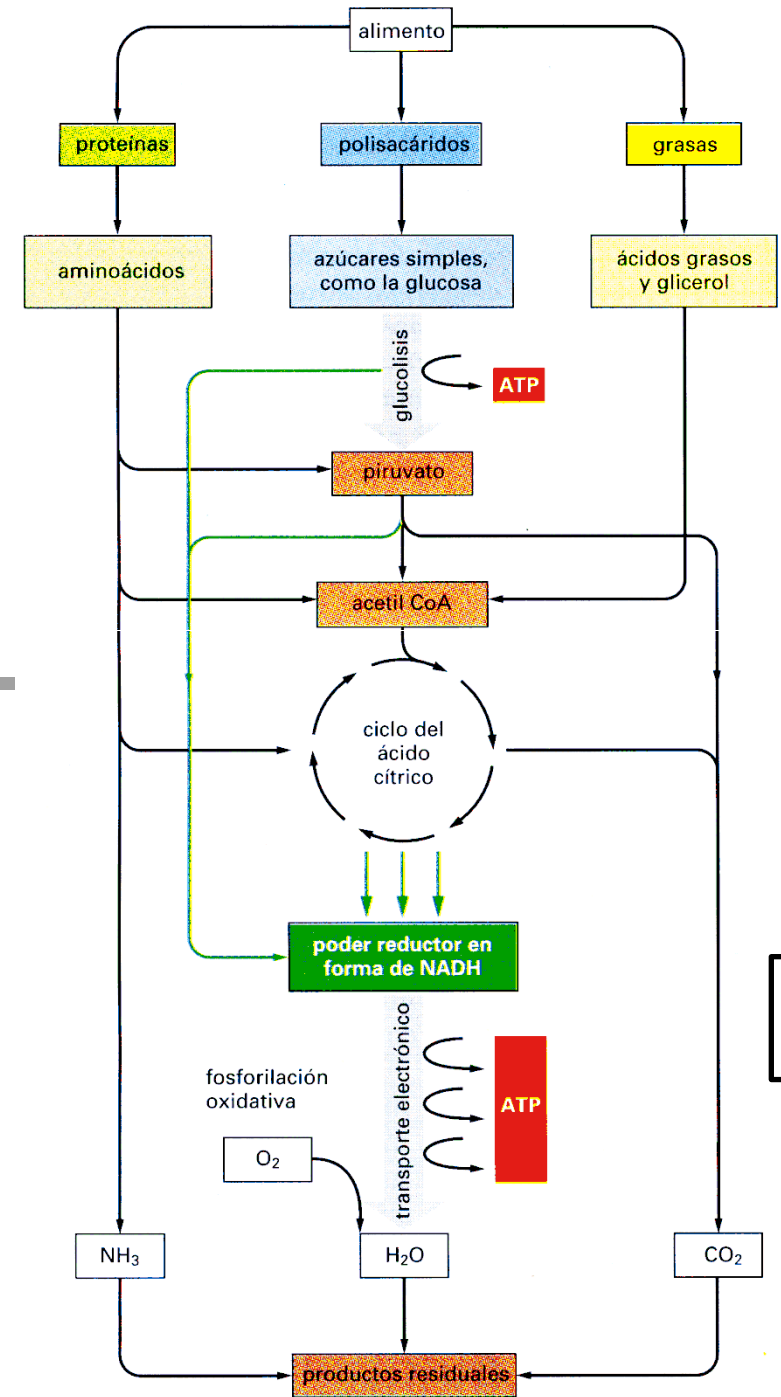 alimento
proteínas
polisacáridos
grasas
aminoácidos
azúcares simples,
como la glucosa
ácidos grasos
y glicerol
glucolisis
ATP
piruvato
acetil CoA
ciclo del
ácido
cítrico
poder reductor en
forma de NADH
transporte electrónico
fosforilación
oxidativa
ATP
O₂
NH₃
H₂O
CO₂
productos residuales